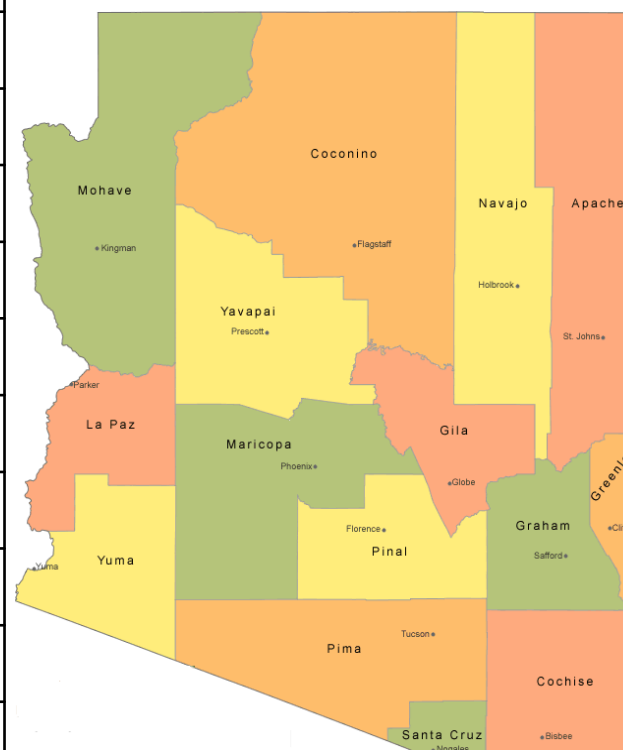 Coconino
Mohave
Navajo
Apache
Flagstaff
Kingman
Holbrook
Yavapai
Prescott
St. Johns
Parker
La Paz
Gila
Maricopa
Phoenix
Globe
Graham
Florence
Pinal
Safford
Yuma
Yuma
Tucson
Pima
Cochise
Santa Cruz
Bisbee
Nogales